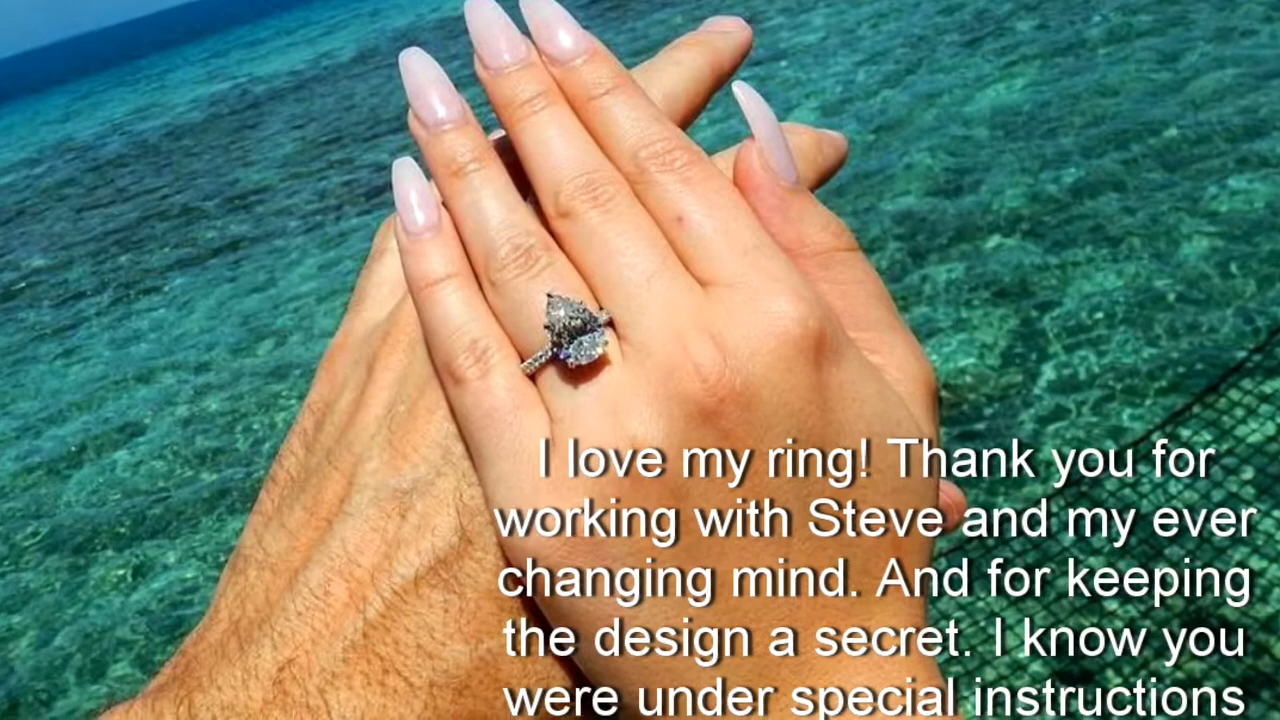 I love my ring! Thank you for
working with Steve and my ever
changing mind. And for keeping
the design a secret. I know you
were under special instructions